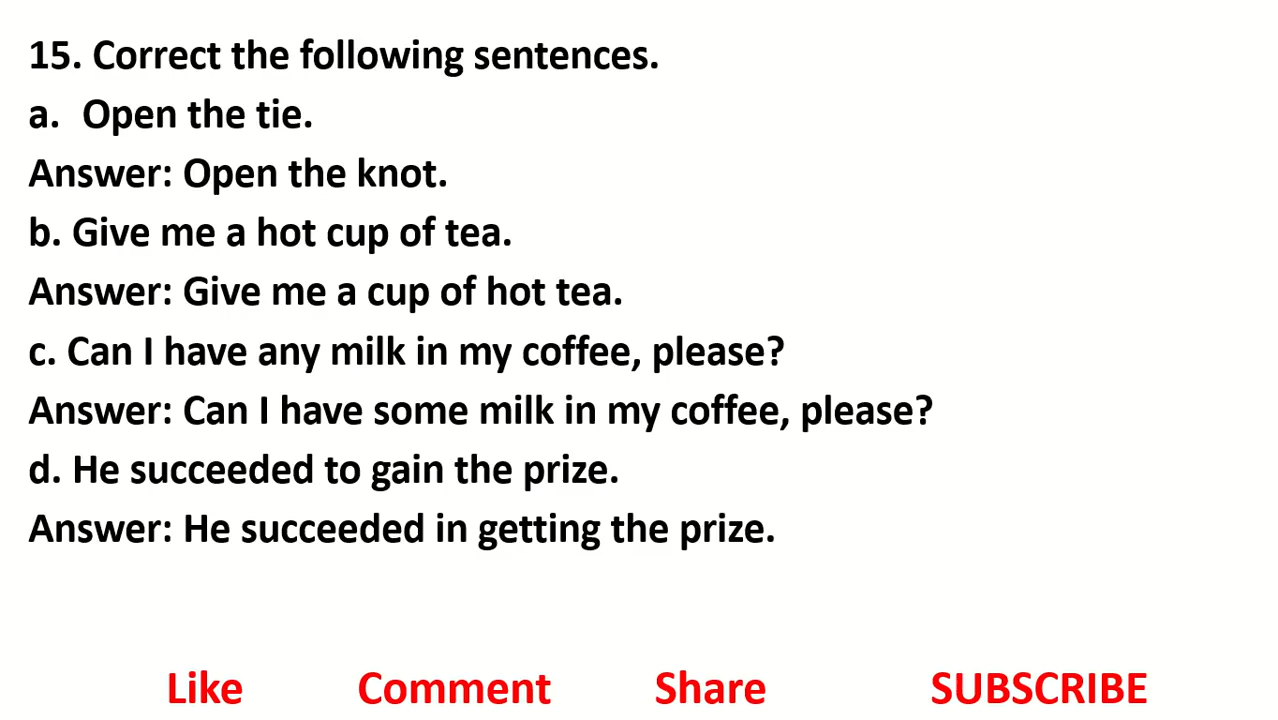 15. Correct the following sentences.
a. Open the tie.
Answer: Open the knot.
b. Give me a hot cup of tea.
Answer: Give me a cup of hot tea.
c. Can I have any milk in my coffee, please?
Answer: Can I have some milk in my coffee, please?
d. He succeeded to gain the prize.
Answer: He succeeded in getting the prize.
Like Comment Share SUBSCRIBE